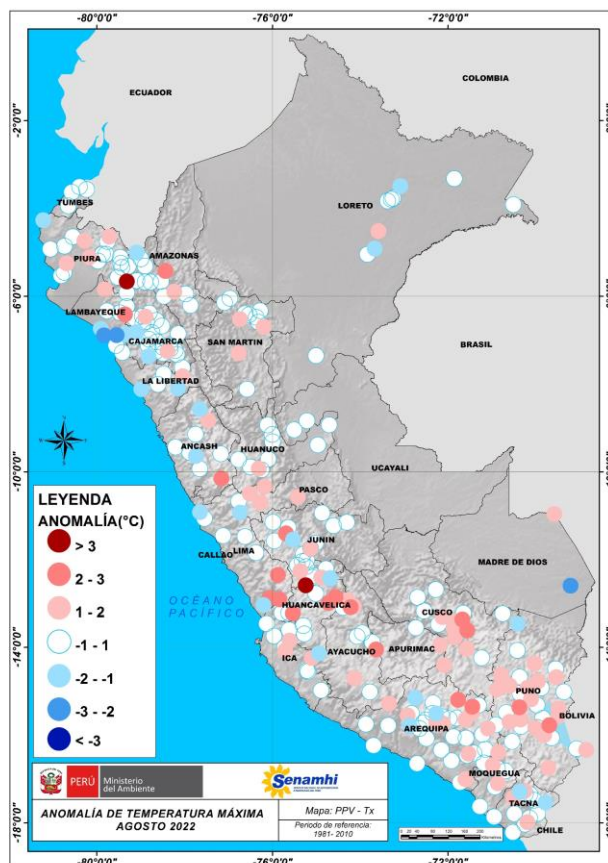 -80°0'0"
-76°0'0"
-72°0'0"
COLOMBIA
ECUADOR
-2°0'0"
TUMBES
LORETO
PIURA
AMAZONAS
-6°0'0"
LAMBAYEQUE
CAJAMARCA
SAN MARTIN
BRASIL
LA LIBERTAD
ANCASH
HUANUCO
UCAYALI
-10°0'0"
PASCO
LEYENDA
ANOMALÍA(°C)
> 3
2 - 3
1 - 2
-1 - 1
-2 - -1
-3 - -2
< -3
JUNIN
CALLAO
LIMA
MADRE DE DIOS
OCÉANO
PACÍFICO
HUANCAVELICA
CUSCO
-14°0'0"
ICA
AYACUCHO
APURIMAC
PUNO
BOLIVIA
AREQUIPA
MOQUEGUA
TACNA
CHILE
-18°0'0"
PERÚ
Ministerio
del Ambiente
Senamhi
ANOMALÍA DE TEMPERATURA MÁXIMA
AGOSTO 2022
Mapa: PPV - Tx
Periodo de referencia:
1981- 2010
-80°0'0"
-76°0'0"
-72°0'0"